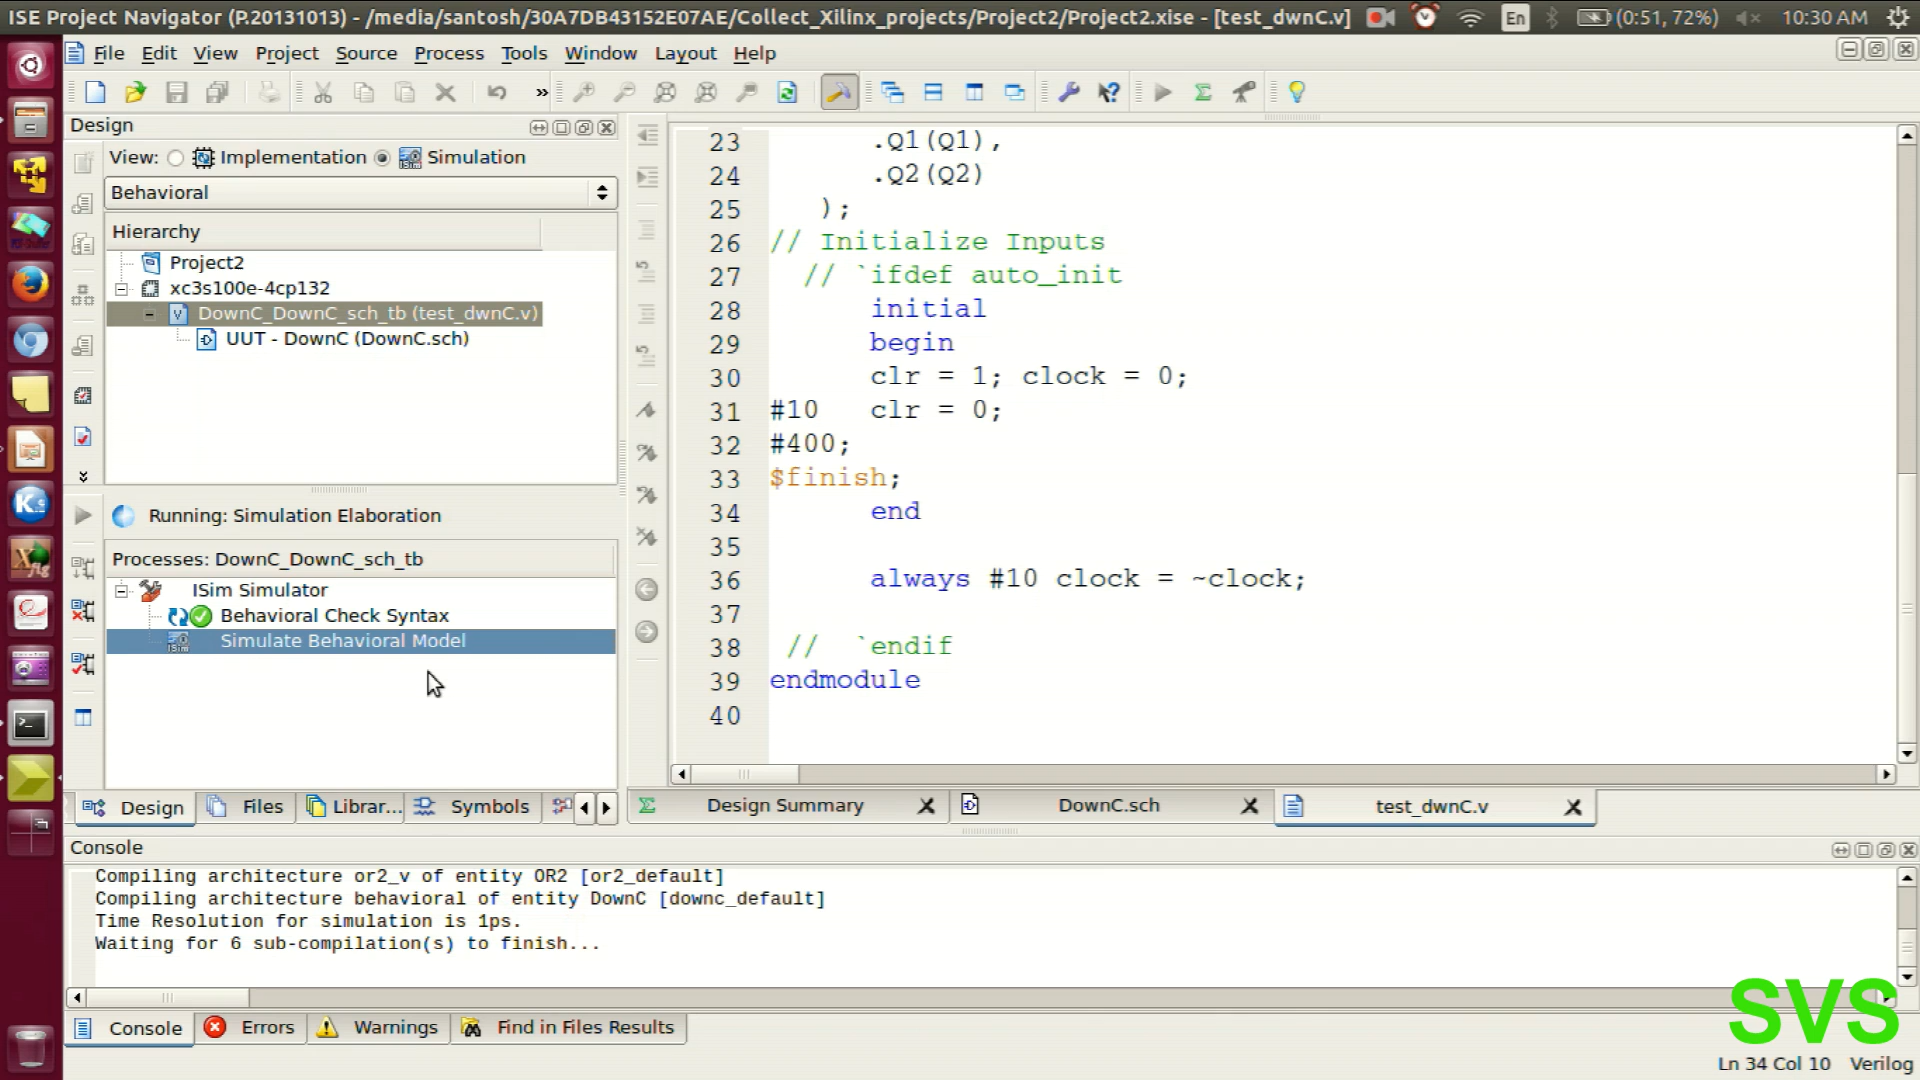 ISE Project Navigator (P.20131013) - /media/santosh/30A7DB43152E07AE/Collect_Xilinx_projects/Project2/Project2.xise - [test_dwnC.v]
En
(0:51, 72%)
10:30 AM
File Edit View Project Source Process Tools Window Layout Help
»
Design
View: Implementation Simulation
Behavioral
Hierarchy
Project2
xc3s100e-4cp132
DownC_DownC_sch_tb (test_dwnC.v)
UUT - DownC (DownC.sch)
Running: Simulation Elaboration
Processes: DownC_DownC_sch_tb
ISim Simulator
Behavioral Check Syntax
Simulate Behavioral Model
Design Files Librar... Symbols
23 .Q1(Q1),
24 .Q2(Q2)
25 );
26 // Initialize Inputs
27 // `ifdef auto_init
28 initial
29 begin
30 clr = 1; clock = 0;
31 #10 clr = 0;
32 #400;
33 $finish;
34 end
35
36 always #10 clock = ~clock;
37
38 // `endif
39 endmodule
40
Design Summary DownC.sch test_dwnC.v
Console
Compiling architecture or2_v of entity OR2 [or2_default]
Compiling architecture behavioral of entity DownC [downc_default]
Time Resolution for simulation is 1ps.
Waiting for 6 sub-compilation(s) to finish...
Console Errors Warnings Find in Files Results
SVS
Ln 34 Col 10 Verilog